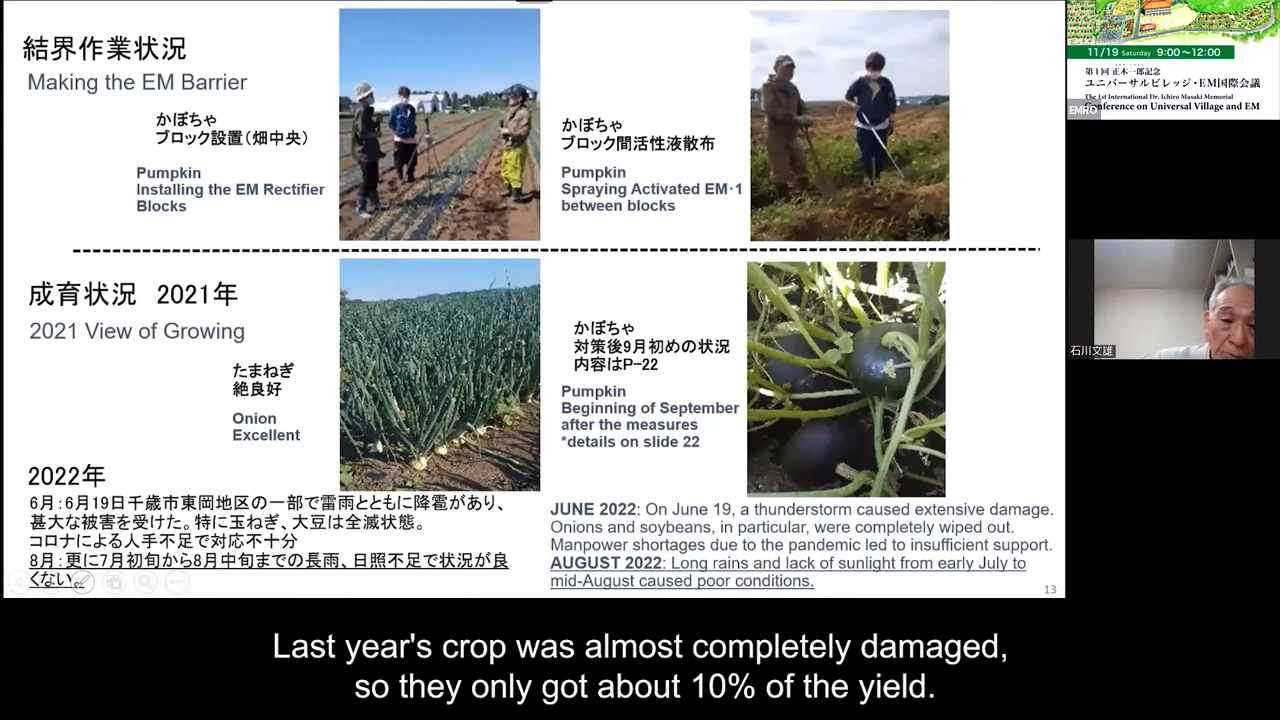 結界作業状況
Making the EM Barrier
かぼちゃ
ブロック設置（畑中央）
Pumpkin
Installing the EM Rectifier
Blocks
かぼちゃ
ブロック間活性液散布
Pumpkin
Spraying Activated EM･1
between blocks
成育状況　2021年
2021 View of Growing
たまねぎ
絶良好
Onion
Excellent
かぼちゃ
対策後9月初めの状況
内容はP−22
Pumpkin
Beginning of September
after the measures
*details on slide 22
2022年
6月：6月19日千歳市東岡地区の一部で雷雨とともに降雹があり、
甚大な被害を受けた。特に玉ねぎ、大豆は全滅状態。
コロナによる人手不足で対応不十分
8月：更に7月初旬から8月中旬までの長雨、日照不足で状況が良
くない。
JUNE 2022: On June 19, a thunderstorm caused extensive damage.
Onions and soybeans, in particular, were completely wiped out.
Manpower shortages due to the pandemic led to insufficient support.
AUGUST 2022: Long rains and lack of sunlight from early July to
mid-August caused poor conditions.
13
11/19 Saturday 9:00～12:00
第1回 正木一郎記念
ユニバーサルビレッジ・EM国際会議
The 1st International Dr. Ichiro Masaki Memorial
Conference on Universal Village and EM
EMRO
石川文雄
Last year's crop was almost completely damaged,
so they only got about 10% of the yield.